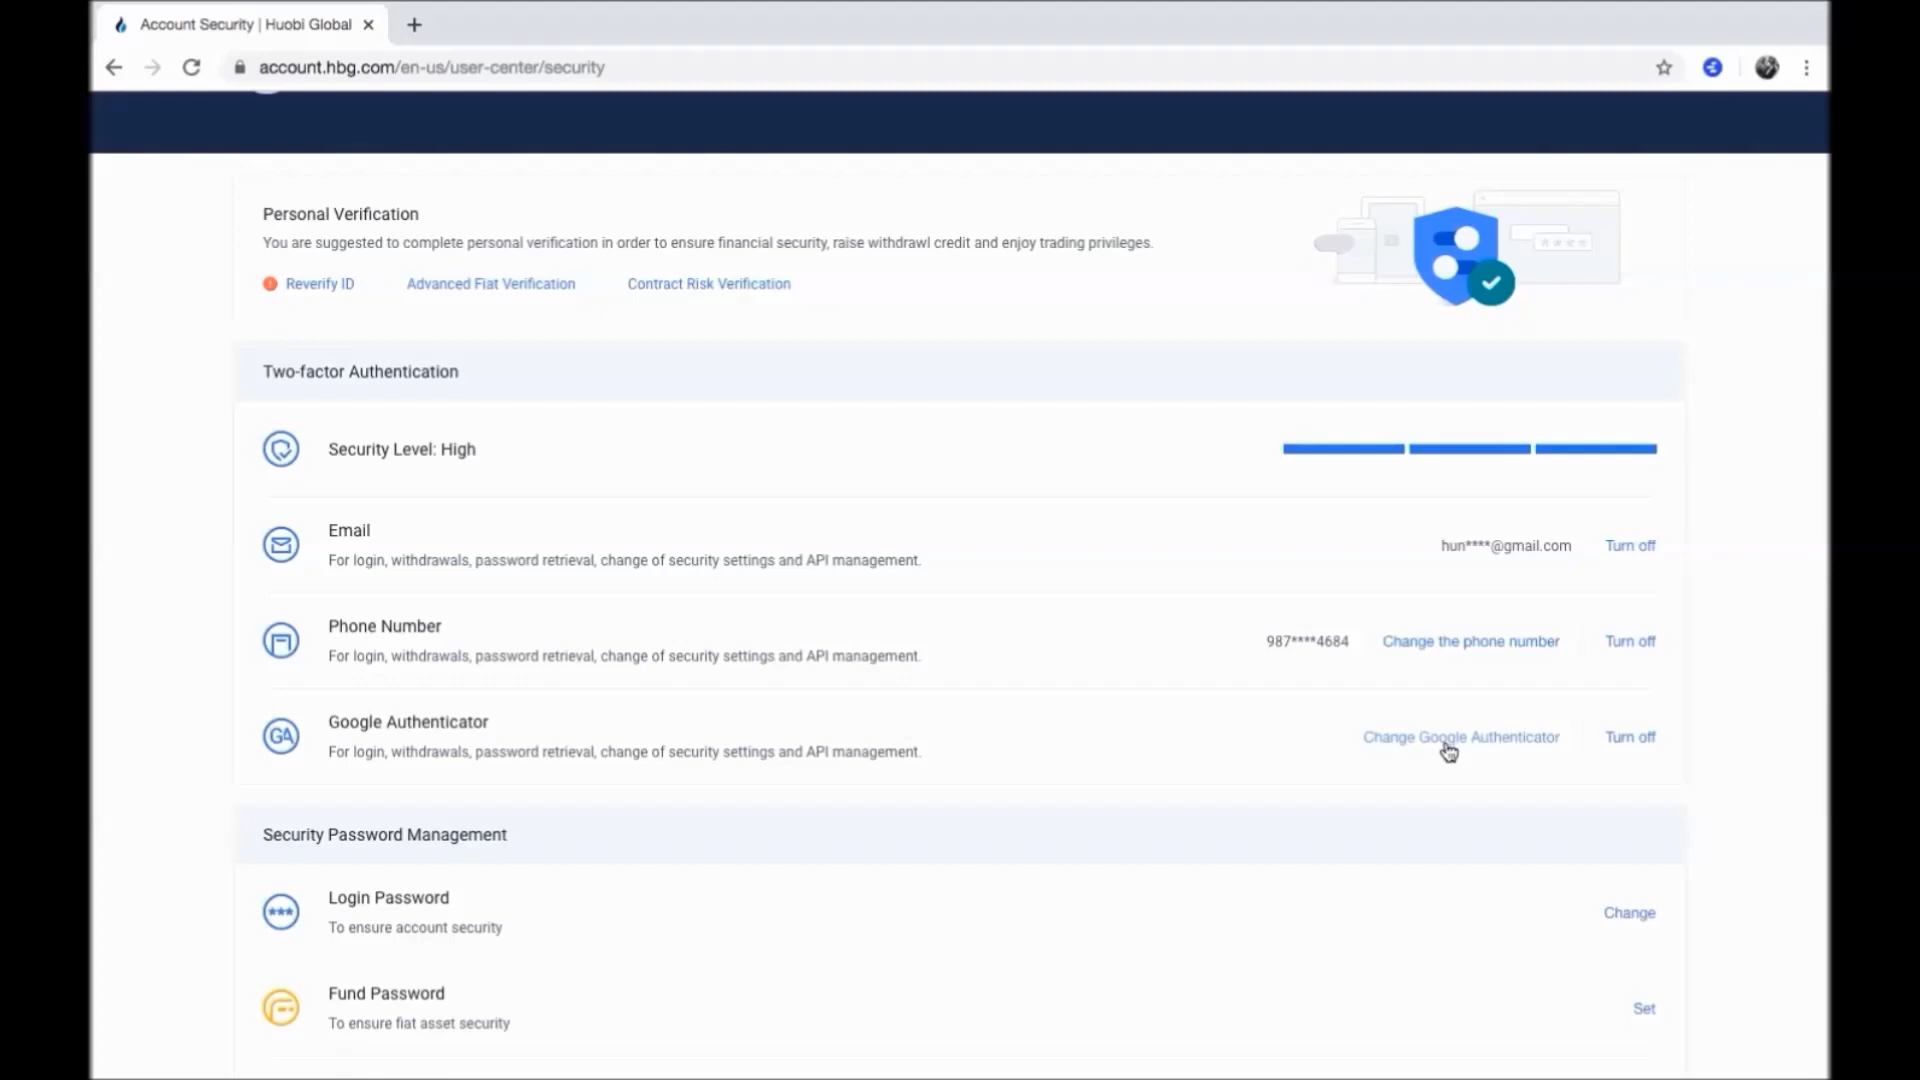 Account Security | Huobi Global
account.hbg.com/en-us/user-center/security
Personal Verification
You are suggested to complete personal verification in order to ensure financial security, raise withdrawl credit and enjoy trading privileges.
Reverify ID Advanced Fiat Verification Contract Risk Verification
Two-factor Authentication
Security Level: High
Email
For login, withdrawals, password retrieval, change of security settings and API management.
hun****@gmail.com Turn off
Phone Number
For login, withdrawals, password retrieval, change of security settings and API management.
987****4684 Change the phone number Turn off
GA
Google Authenticator
For login, withdrawals, password retrieval, change of security settings and API management.
Change Google Authenticator Turn off
Security Password Management
***
Login Password
To ensure account security
Change
Fund Password
To ensure fiat asset security
Set